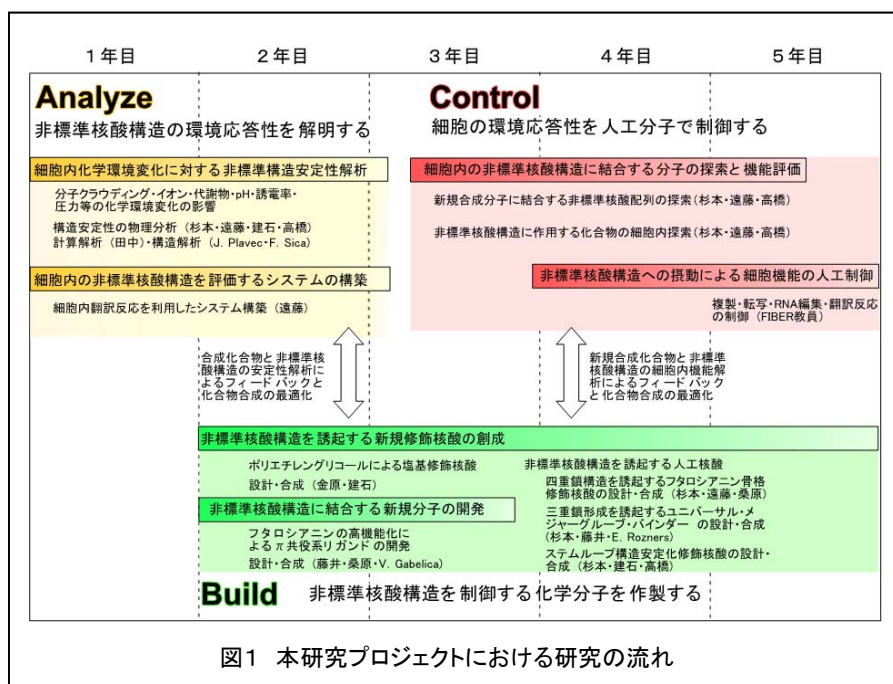 1年目 2年目 3年目 4年目 5年目
Analyze
非標準核酸構造の環境応答性を解明する
細胞内化学環境変化に対する非標準構造安定性解析
分子クラウディング・イオン・代謝物・pH・誘電率・
圧力等の化学環境変化の影響
構造安定性の物理分析（杉本・遠藤・建石・高橋）
計算解析（田中）・構造解析（J. Plavec・F. Sica）
細胞内の非標準核酸構造を評価するシステムの構築
細胞内翻訳反応を利用したシステム構築（遠藤）
Control
細胞の環境応答性を人工分子で制御する
細胞内の非標準核酸構造に結合する分子の探索と機能評価
新規合成分子に結合する非標準核酸配列の探索（杉本・遠藤・高橋）
非標準核酸構造に作用する化合物の細胞内探索（杉本・遠藤・高橋）
非標準核酸構造への摂動による細胞機能の人工制御
複製・転写・RNA編集・翻訳反応
の制御（FIBER教員）
合成化合物と非標準核
酸構造の安定性解析に
よるフィードバックと
化合物合成の最適化
新規合成化合物と非標準
核酸構造の細胞内機能解
析によるフィードバック
と化合物合成の最適化
非標準核酸構造を誘起する新規修飾核酸の創成
ポリエチレングリコールによる塩基修飾核酸
設計・合成（金原・建石）
非標準核酸構造に結合する新規分子の開発
フタロシアニンの高機能化に
よるπ共役系リガンドの開発
設計・合成（藤井・桑原・V. Gabelica）
非標準核酸構造を誘起する人工核酸
四重鎖構造を誘起するフタロシアニン骨格
修飾核酸の設計・合成（杉本・遠藤・桑原）
三重鎖形成を誘起するユニバーサル・メ
ジャーグルーブ・バインダー の設計・合成
（杉本・藤井・E. Rozners）
ステムループ構造安定化修飾核酸の設計・
合成（杉本・建石・高橋）
Build 非標準核酸構造を制御する化学分子を作製する
図1 本研究プロジェクトにおける研究の流れ